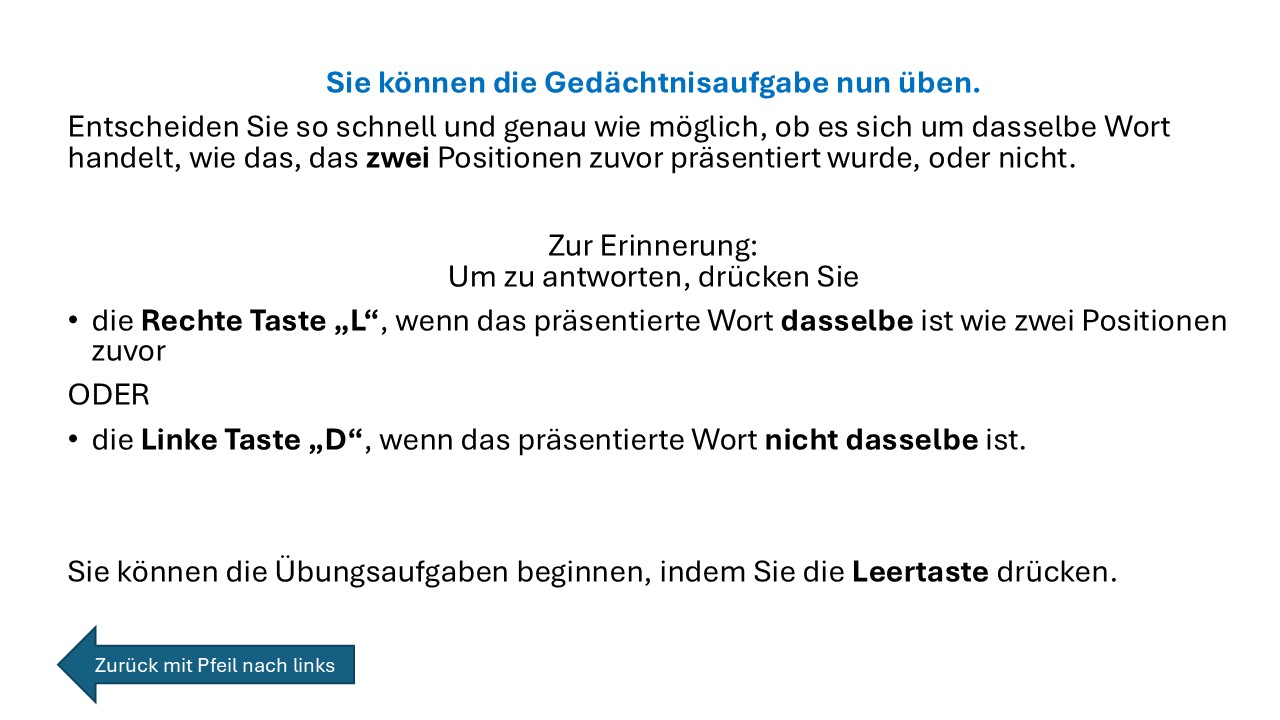 Sie können die Gedächtnisaufgabe nun üben.
Entscheiden Sie so schnell und genau wie möglich, ob es sich um dasselbe Wort
handelt, wie das, das zwei Positionen zuvor präsentiert wurde, oder nicht.
Zur Erinnerung:
Um zu antworten, drücken Sie
• die Rechte Taste „L“, wenn das präsentierte Wort dasselbe ist wie zwei Positionen
zuvor
ODER
• die Linke Taste „D“, wenn das präsentierte Wort nicht dasselbe ist.
Sie können die Übungsaufgaben beginnen, indem Sie die Leertaste drücken.
Zurück mit Pfeil nach links